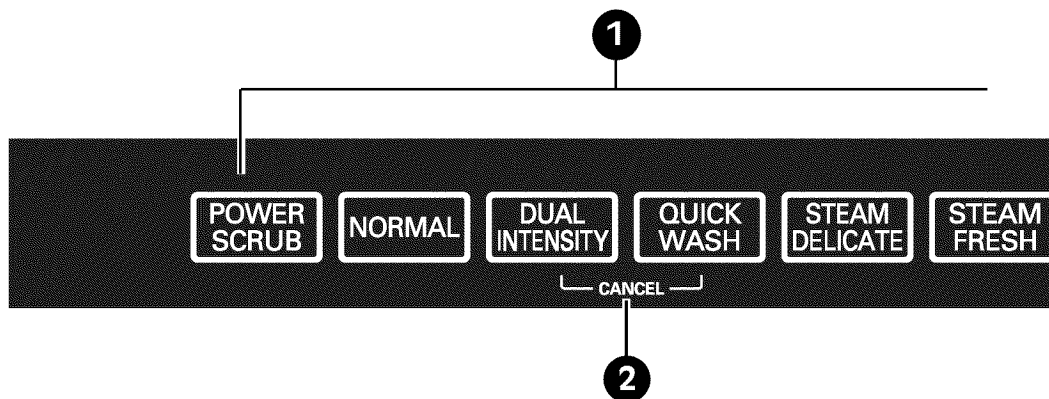 1
POWER
SCRUB
NORMAL
DUAL
INTENSITY
QUICK
WASH
STEAM
DELICATE
STEAM
FRESH
CANCEL
2